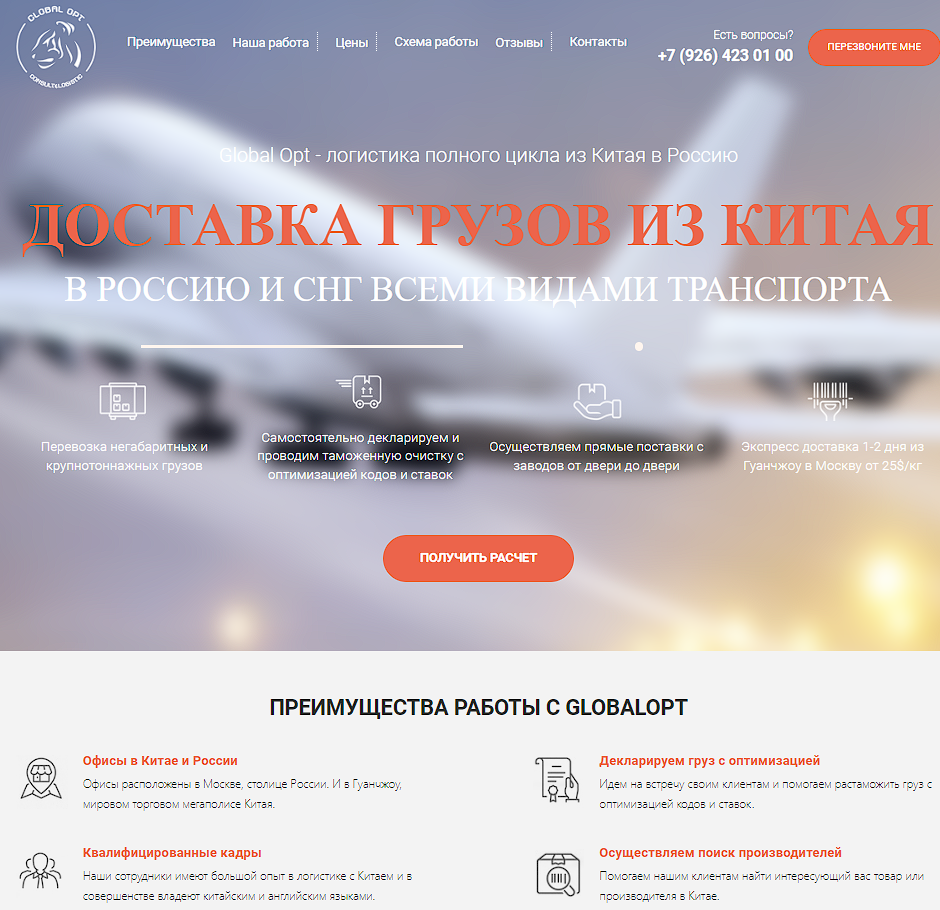 GLOBAL OPT
CONSULT&LOGISTIC
Преимущества
Наша работа
Цены
Схема работы
Отзывы
Контакты
Есть вопросы?
+7 (926) 423 01 00
ПЕРЕЗВОНИТЕ МНЕ
Global Opt - логистика полного цикла из Китая в Россию
ДОСТАВКА ГРУЗОВ ИЗ КИТАЯ
В РОССИЮ И СНГ ВСЕМИ ВИДАМИ ТРАНСПОРТА
Перевозка негабаритных и
крупнотоннажных грузов
Самостоятельно декларируем и
проводим таможенную очистку с
оптимизацией кодов и ставок
Осуществляем прямые поставки с
заводов от двери до двери
Экспресс доставка 1-2 дня из
Гуанчжоу в Москву от 25$/кг
ПОЛУЧИТЬ РАСЧЕТ
ПРЕИМУЩЕСТВА РАБОТЫ С GLOBALOPT
Офисы в Китае и России
Офисы расположены в Москве, столице России. И в Гуанчжоу,
мировом торговом мегаполисе Китая.
Декларируем груз с оптимизацией
Идем на встречу своим клиентам и помогаем растаможить груз с
оптимизацией кодов и ставок.
Квалифицированные кадры
Наши сотрудники имеют большой опыт в логистике с Китаем и в
совершенстве владеют китайским и английским языками.
Осуществляем поиск производителей
Помогаем нашим клиентам найти интересующий вас товар или
производителя в Китае.